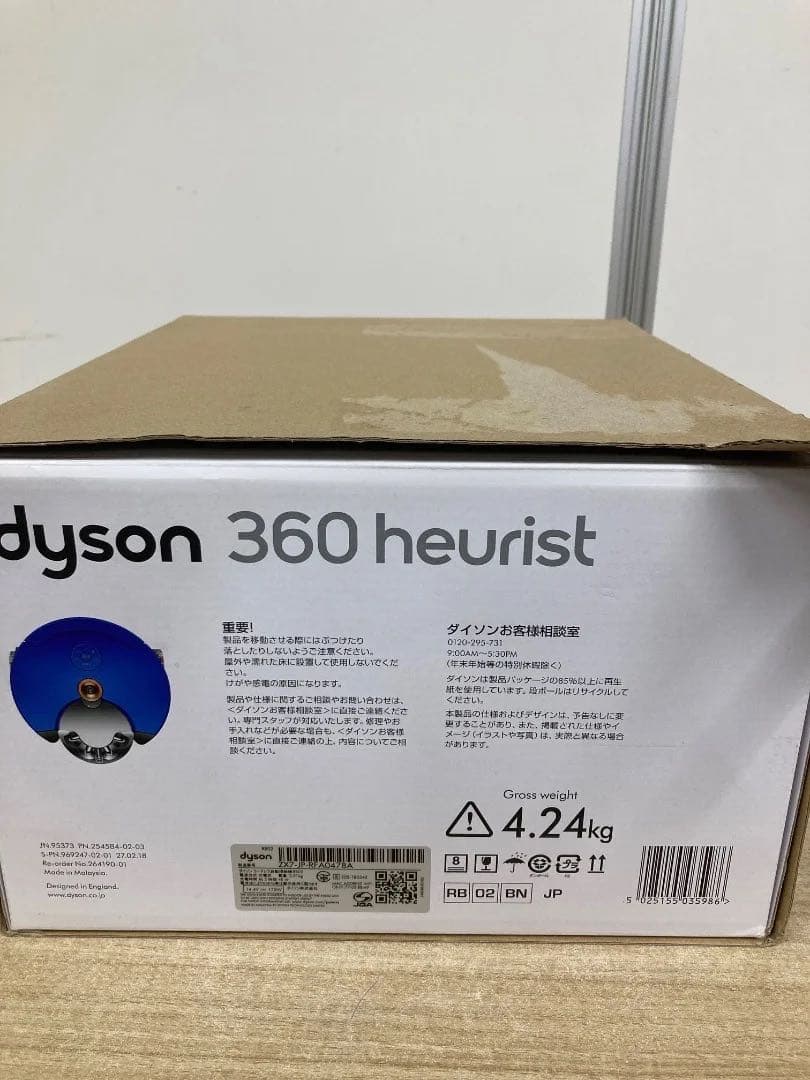 dyson 360 heurist
重要!
製品を移動させる際にはぶつけたり
落としたりしないようご注意ください。
屋外や濡れた床に設置して使用しないでくだ
さい。
けがや感電の原因になります。
製品や仕様に関するご相談やお問い合わせは、
<ダイソンお客様相談室>に直接ご連絡くださ
い。専門スタッフが対応いたします。修理やお
手入れなどが必要な場合も、<ダイソンお客様
相談室>に直接ご連絡の上、内容についてご相
談ください。
ダイソンお客様相談室
0120-295-731
9:00AM~5:30PM
(年末年始等の特別休暇除く)
ダイソンは製品パッケージの85%以上に再生
紙を使用しています。段ボールはリサイクルして
ください。
本製品の仕様およびデザインは、予告なしに変
更することがあり、また、掲載された仕様やイ
メージ(イラストや写真)は、実際と異なる場合
があります。
Gross weight
4.24kg
JN.95373 PN.254584-02-03
S-PN.969247-02-01 27.02.18
Re-order No.264190-01
Made in Malaysia.
Designed in England.
www.dyson.co.jp
RB02
dyson
製造番号
ZX7-JP-RFA0478A
JQA
8
RB 02 BN JP
5 025155 035986 >